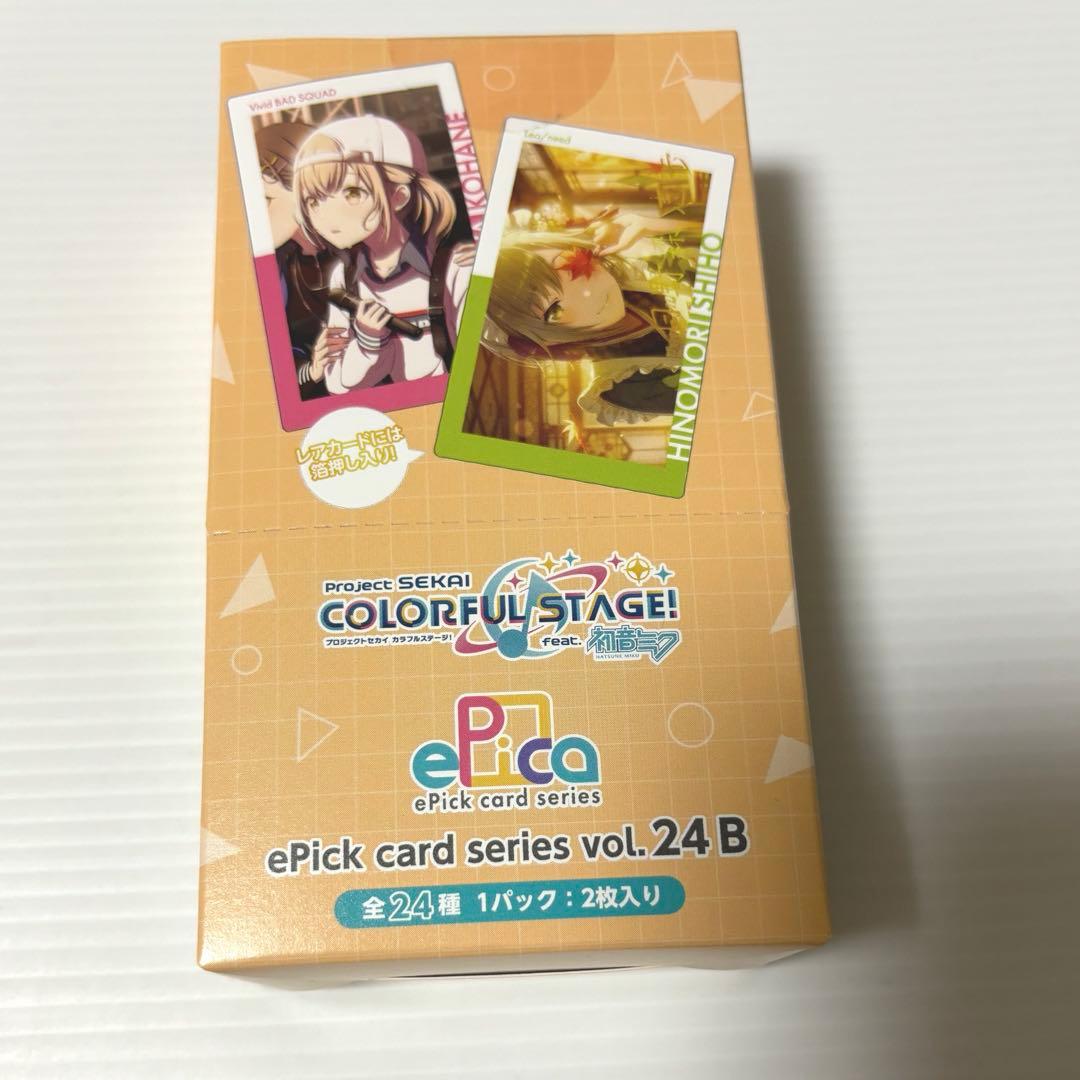 Vivid BAD SQUAD
KOHANE
Leo/need
HINOMORI SHIHO
レアカードには
箔押し入り!
Project SEKAI
COLORFUL STAGE!
プロジェクトセカイ カラフルステージ!
feat. 初音ミク
HATSUNE MIKU
ePica
ePick card series
ePick card series vol. 24 B
全24種 1パック:2枚入り